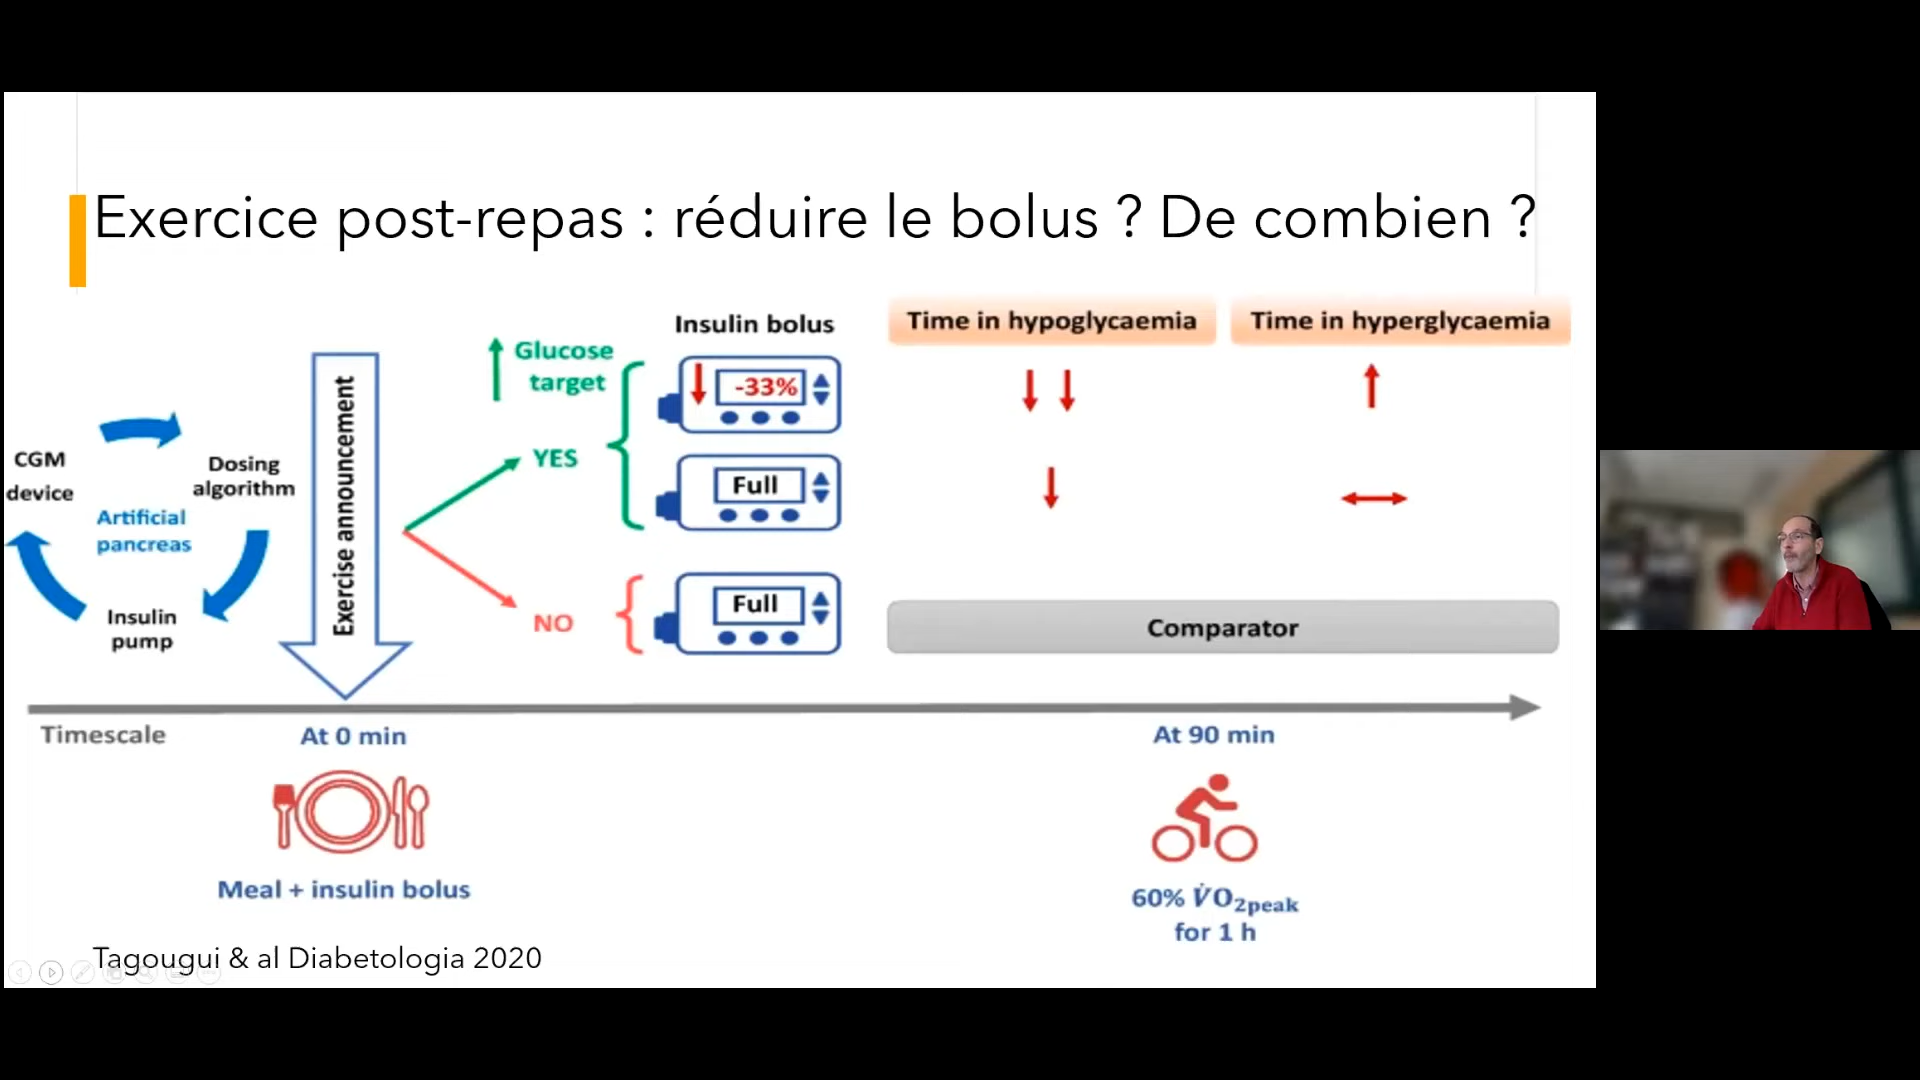 Exercice post-repas : réduire le bolus ? De combien ?
Insulin bolus
Time in hypoglycaemia
Time in hyperglycaemia
Glucose
target
-33%
YES
Full
NO
Full
CGM
device
Dosing
algorithm
Artificial
pancreas
Insulin
pump
Exercise announcement
Comparator
Timescale
At 0 min
At 90 min
Meal + insulin bolus
60% V̇O₂peak
for 1 h
Tagougui & al Diabetologia 2020